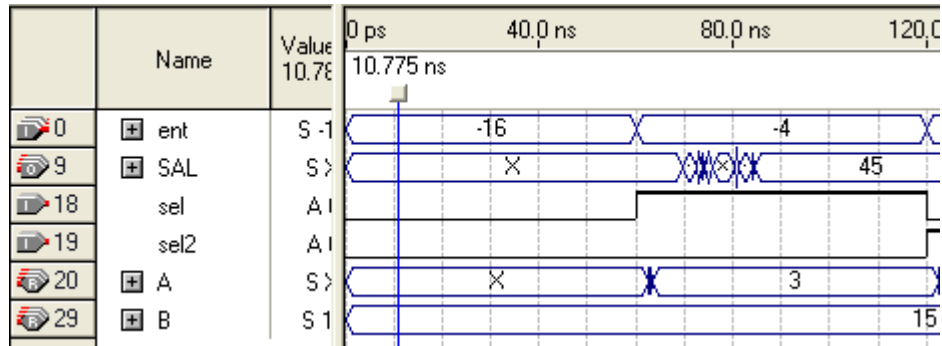 Name Value 10.78 0 ps 40.0 ns 80.0 ns 120.0
10.775 ns
0 ent S -1 -16 -4
9 SAL S X X X 45
18 sel A
19 sel2 A
20 A S X X 3
29 B S 1 15